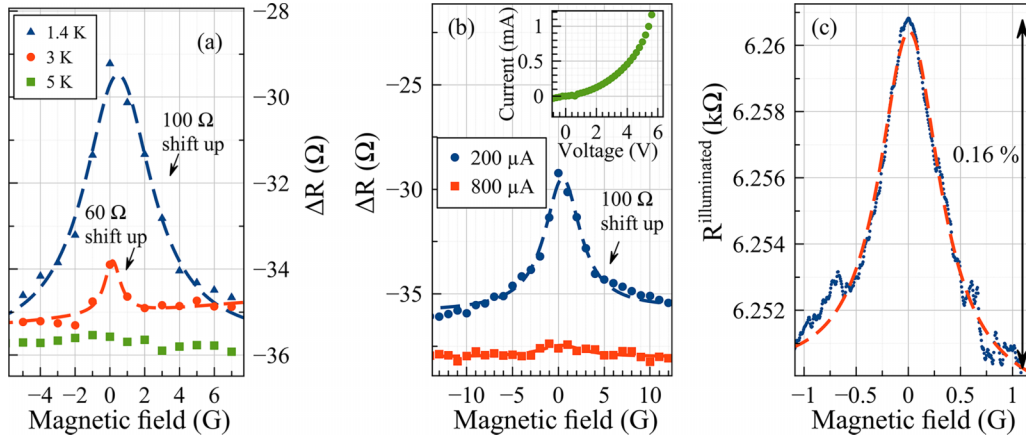 (a)
1.4 K
3 K
5 K
100 Ω
shift up
60 Ω
shift up
−28
−30
−32
−34
−36
ΔR (Ω)
−4 −2 0 2 4 6
Magnetic field (G)
(b)
Current (mA)
1
0.5
0
0 2 4 6
Voltage (V)
200 μA
800 μA
100 Ω
shift up
ΔR (Ω)
−25
−30
−35
−10 −5 0 5 10
Magnetic field (G)
(c)
R^illuminated (kΩ)
6.26
6.258
6.256
6.254
6.252
0.16 %
−1 −0.5 0 0.5 1
Magnetic field (G)